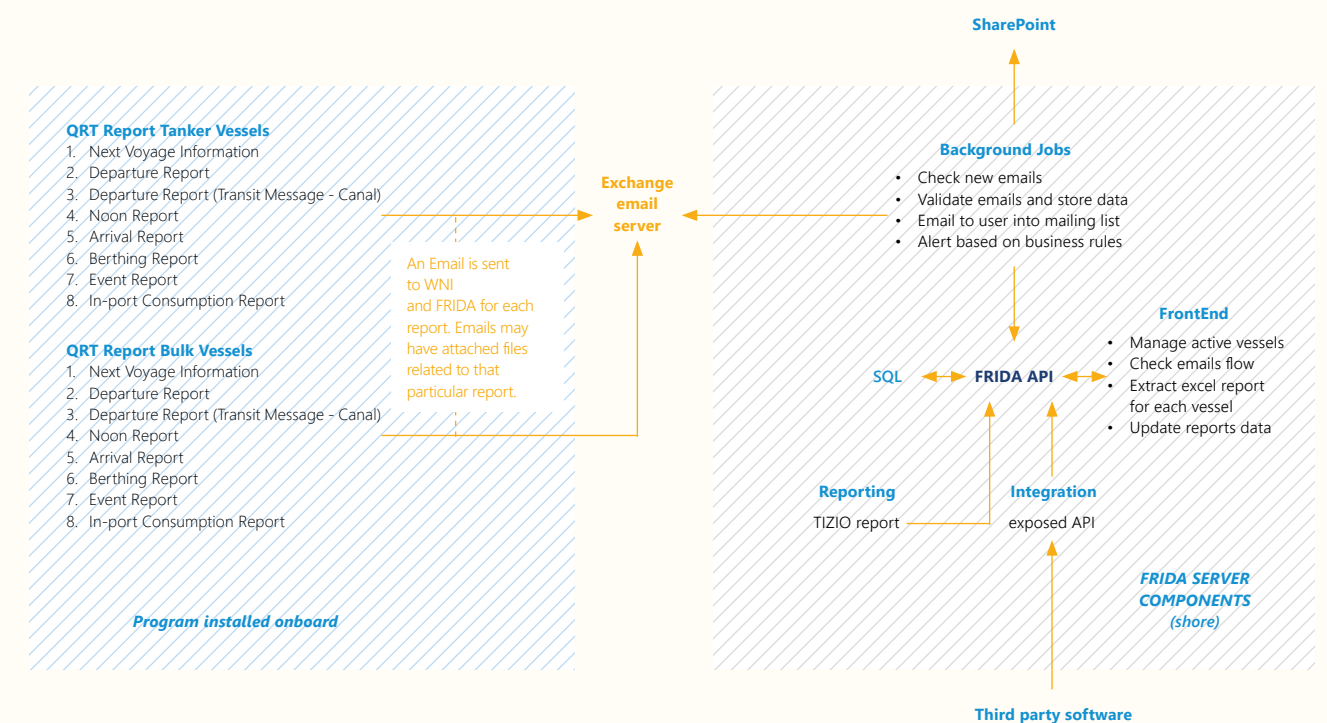 SharePoint
QRT Report Tanker Vessels
1. Next Voyage Information
2. Departure Report
3. Departure Report (Transit Message - Canal)
4. Noon Report
5. Arrival Report
6. Berthing Report
7. Event Report
8. In-port Consumption Report
QRT Report Bulk Vessels
1. Next Voyage Information
2. Departure Report
3. Departure Report (Transit Message - Canal)
4. Noon Report
5. Arrival Report
6. Berthing Report
7. Event Report
8. In-port Consumption Report
Program installed onboard
An Email is sent
to WNI
and FRIDA for each
report. Emails may
have attached files
related to that
particular report.
Exchange
email
server
Background Jobs
• Check new emails
• Validate emails and store data
• Email to user into mailing list
• Alert based on business rules
FrontEnd
• Manage active vessels
• Check emails flow
• Extract excel report
for each vessel
• Update reports data
SQL
FRIDA API
Reporting
TIZIO report
Integration
exposed API
FRIDA SERVER
COMPONENTS
(shore)
Third party software